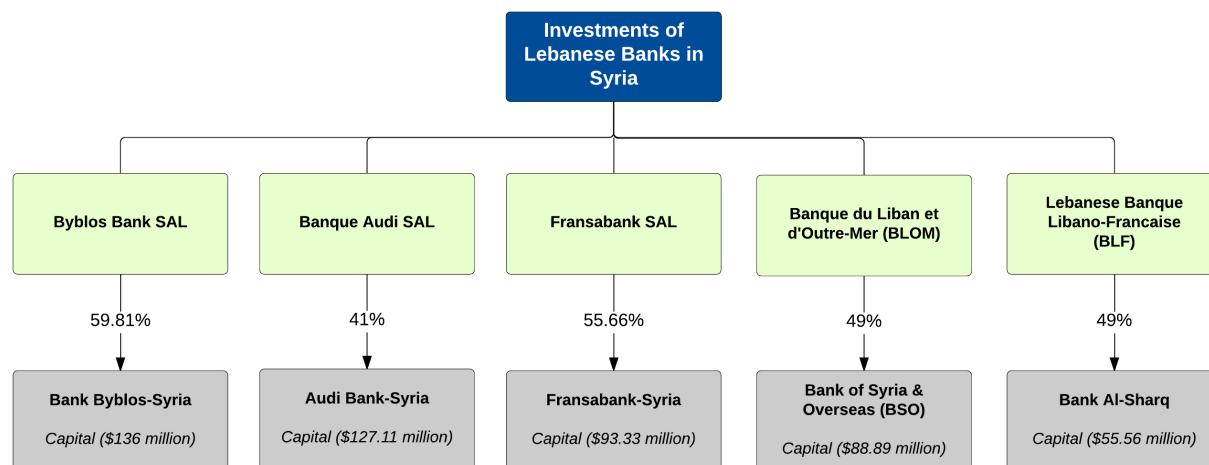 Investments of
Lebanese Banks in
Syria
Byblos Bank SAL
Banque Audi SAL
Fransabank SAL
Banque du Liban et
d'Outre-Mer (BLOM)
Lebanese Banque
Libano-Francaise
(BLF)
59.81%
41%
55.66%
49%
49%
Bank Byblos-Syria
Capital ($136 million)
Audi Bank-Syria
Capital ($127.11 million)
Fransabank-Syria
Capital ($93.33 million)
Bank of Syria &
Overseas (BSO)
Capital ($88.89 million)
Bank Al-Sharq
Capital ($55.56 million)